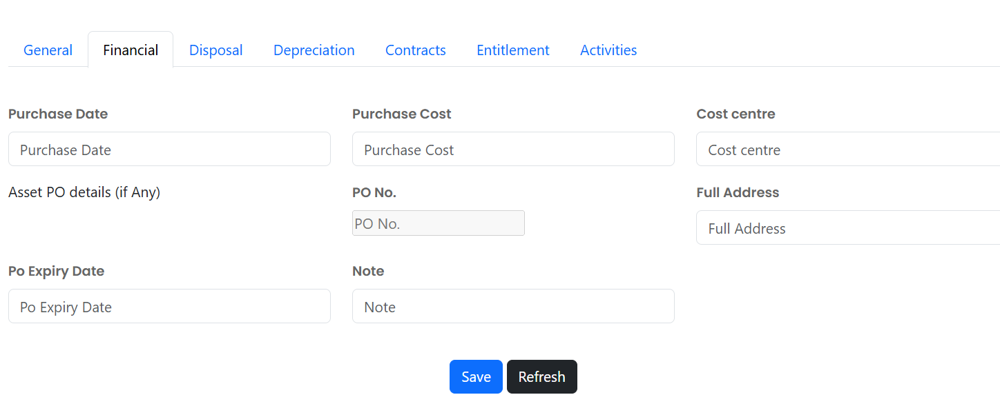 General Financial Disposal Depreciation Contracts Entitlement Activities
Purchase Date Purchase Cost Cost centre
Purchase Date Purchase Cost Cost centre
Asset PO details (if Any) PO No. Full Address
PO No. Full Address
Po Expiry Date Note
Po Expiry Date Note
Save Refresh